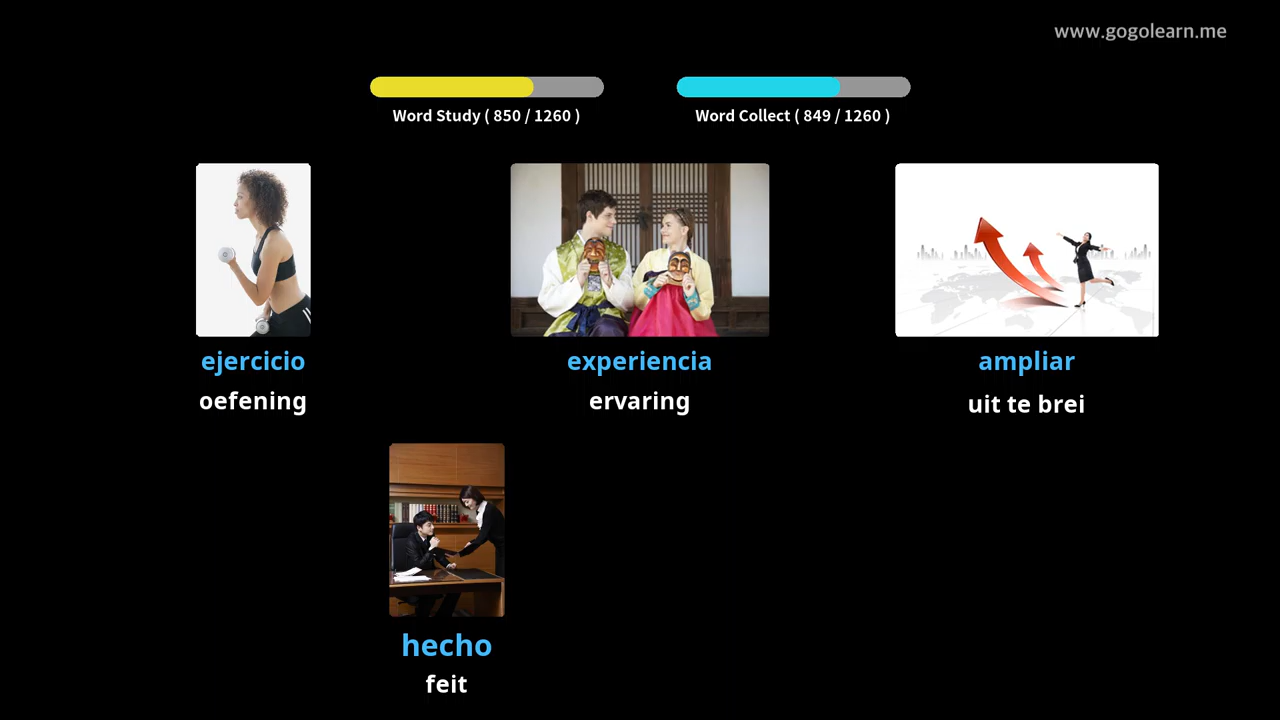 www.gogolearn.me
Word Study ( 850 / 1260 )
Word Collect ( 849 / 1260 )
ejercicio
oefening
experiencia
ervaring
ampliar
uit te brei
hecho
feit